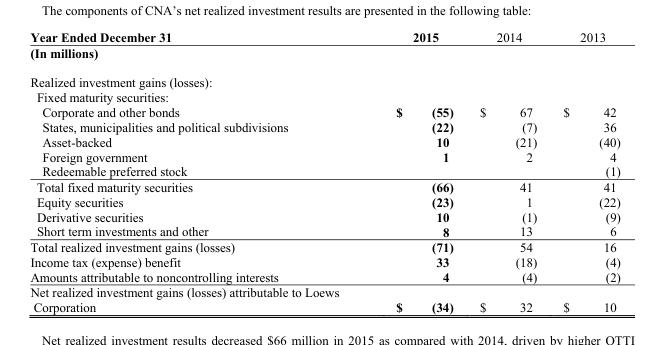 The components of CNA's net realized investment results are presented in the following table:
Year Ended December 31 2015 2014 2013
(In millions)
Realized investment gains (losses):
Fixed maturity securities:
Corporate and other bonds $ (55) $ 67 $ 42
States, municipalities and political subdivisions (22) (7) 36
Asset-backed 10 (21) (40)
Foreign government 1 2 4
Redeemable preferred stock (1)
Total fixed maturity securities (66) 41 41
Equity securities (23) 1 (22)
Derivative securities 10 (1) (9)
Short term investments and other 8 13 6
Total realized investment gains (losses) (71) 54 16
Income tax (expense) benefit 33 (18) (4)
Amounts attributable to noncontrolling interests 4 (4) (2)
Net realized investment gains (losses) attributable to Loews
Corporation $ (34) $ 32 $ 10
Net realized investment results decreased $66 million in 2015 as compared with 2014, driven by higher OTTI